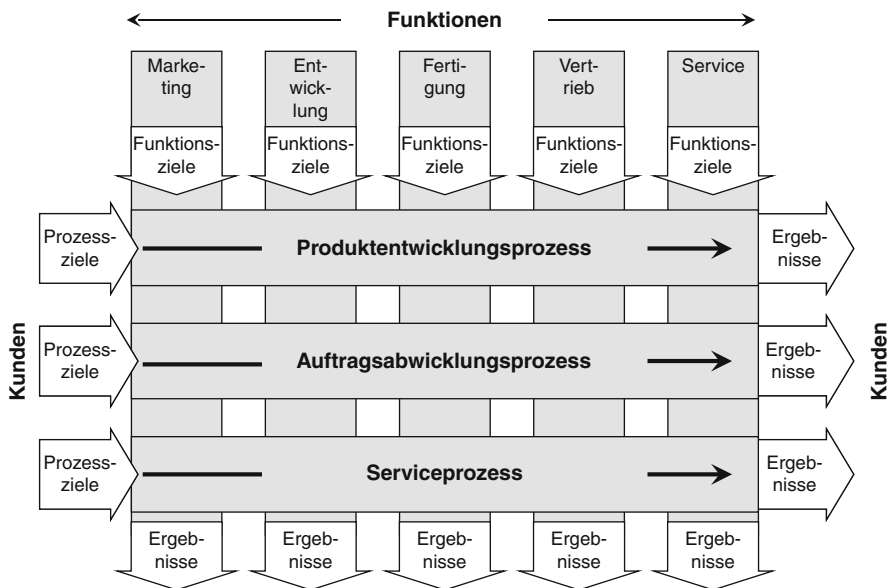 Funktionen
Marke-
ting
Ent-
wick-
lung
Ferti-
gung
Vert-
rieb
Service
Funktions-
ziele
Funktions-
ziele
Funktions-
ziele
Funktions-
ziele
Funktions-
ziele
Kunden
Prozess-
ziele
Produktentwicklungsprozess
Ergeb-
nisse
Prozess-
ziele
Auftragsabwicklungsprozess
Ergeb-
nisse
Prozess-
ziele
Serviceprozess
Ergeb-
nisse
Kunden
Ergeb-
nisse
Ergeb-
nisse
Ergeb-
nisse
Ergeb-
nisse
Ergeb-
nisse